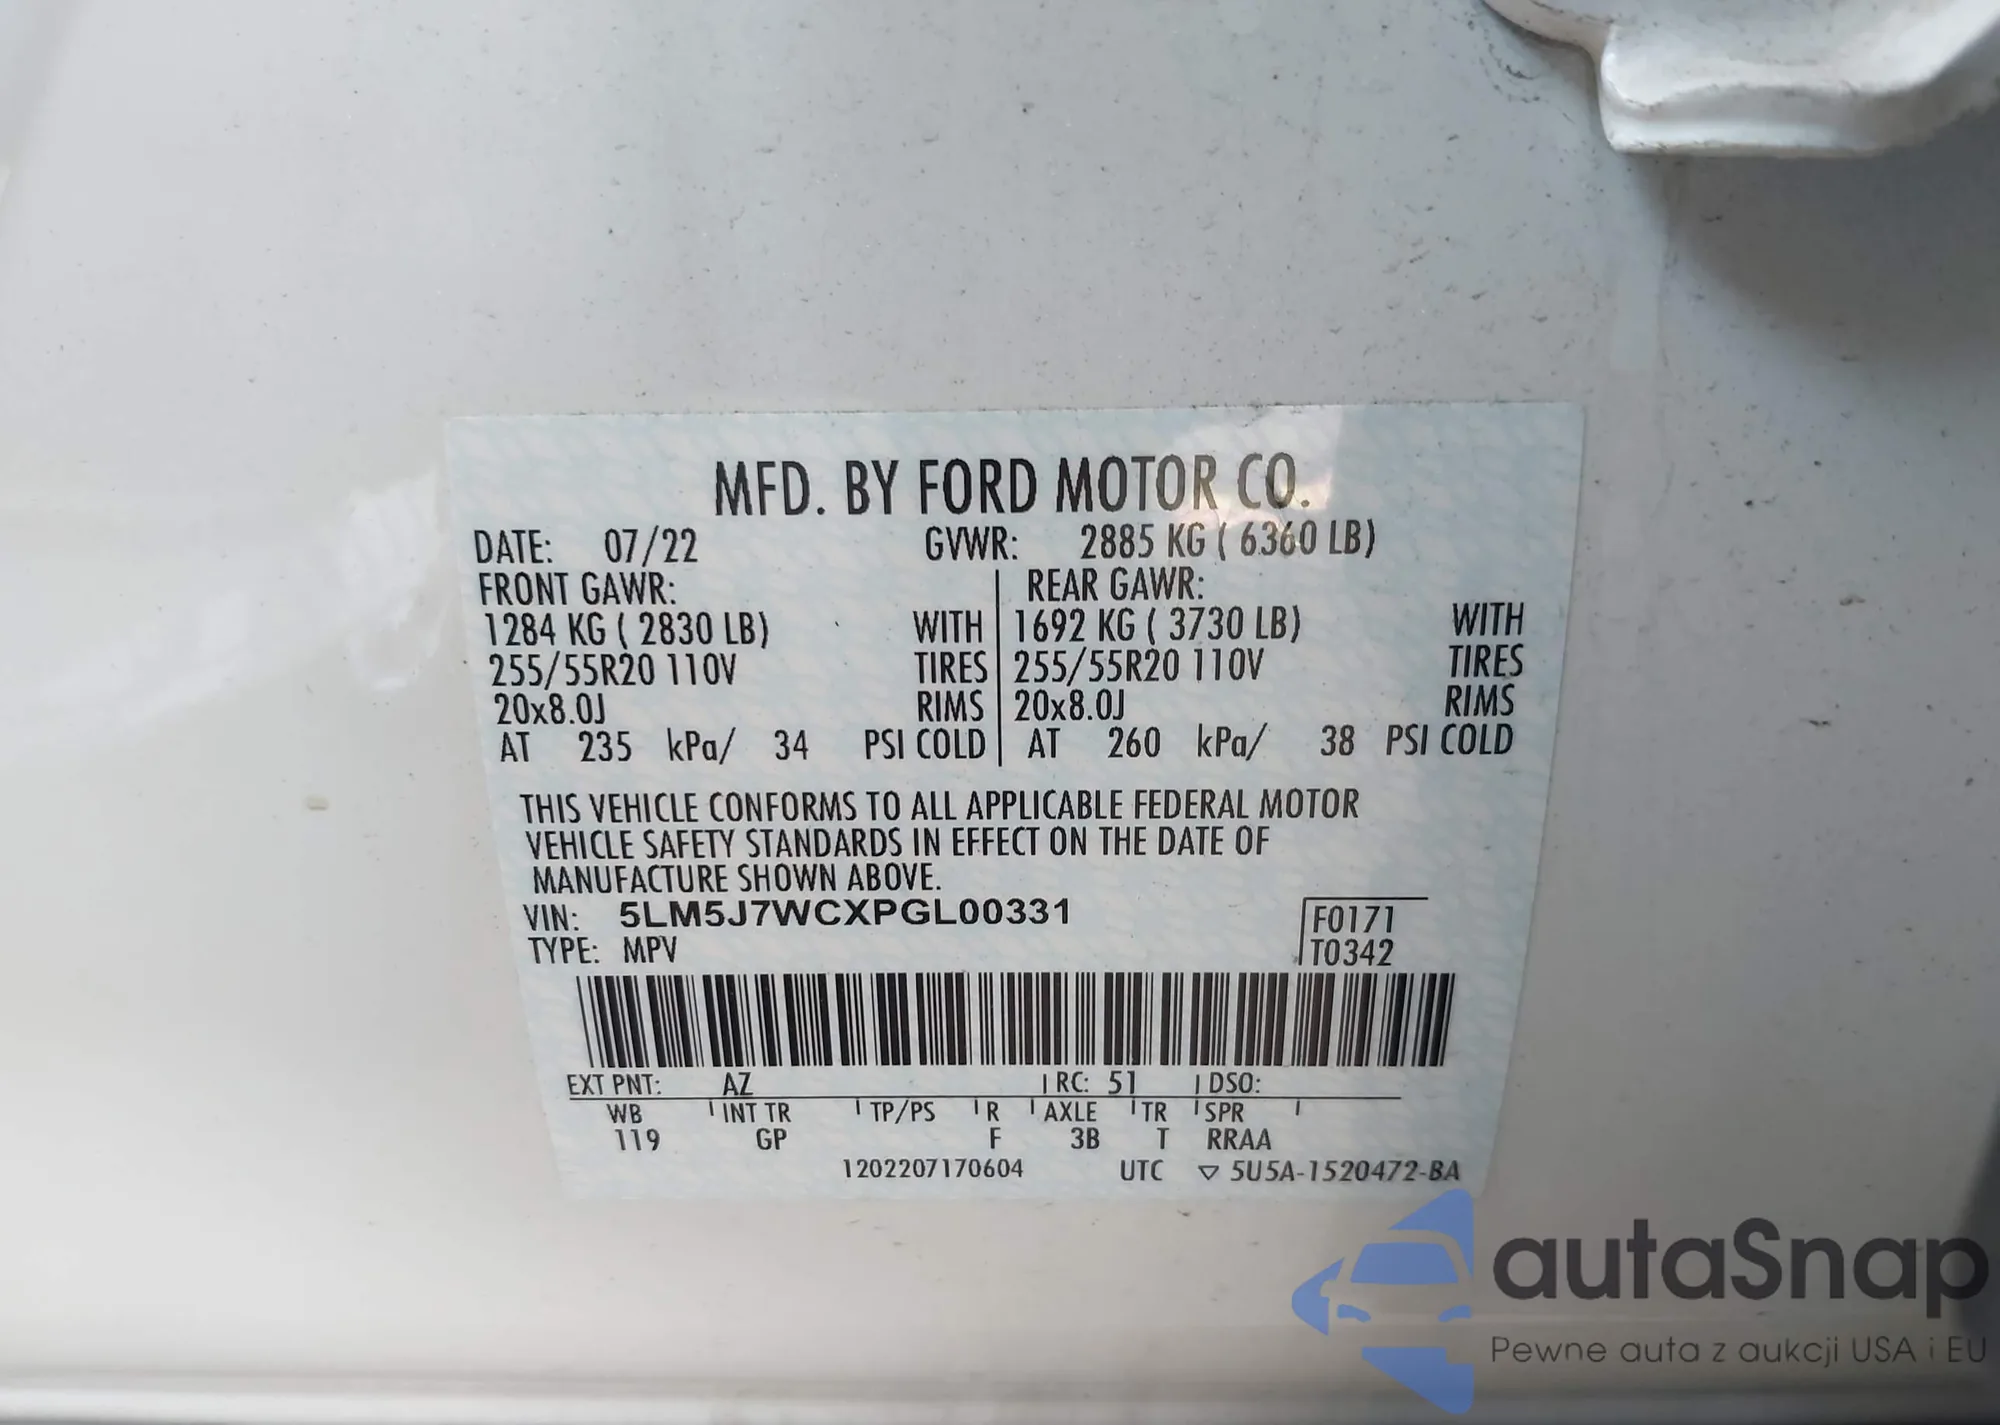 MFD. BY FORD MOTOR CO.
DATE: 07/22 GVWR: 2885 KG ( 6360 LB)
FRONT GAWR: REAR GAWR:
1284 KG ( 2830 LB) WITH 1692 KG ( 3730 LB) WITH
255/55R20 110V TIRES 255/55R20 110V TIRES
20x8.0J RIMS 20x8.0J RIMS
AT 235 kPa/ 34 PSI COLD AT 260 kPa/ 38 PSI COLD
THIS VEHICLE CONFORMS TO ALL APPLICABLE FEDERAL MOTOR
VEHICLE SAFETY STANDARDS IN EFFECT ON THE DATE OF
MANUFACTURE SHOWN ABOVE.
VIN: 5LM5J7WCXPGL00331 F0171
TYPE: MPV T0342
EXT PNT: AZ RC: 51 DSO:
WB INT TR TP/PS R AXLE TR SPR
119 GP F 3B T RRAA
1202207170604 UTC ▽ 5U5A-1520472-BA
autaSnap
Pewne auta z aukcji USA i EU